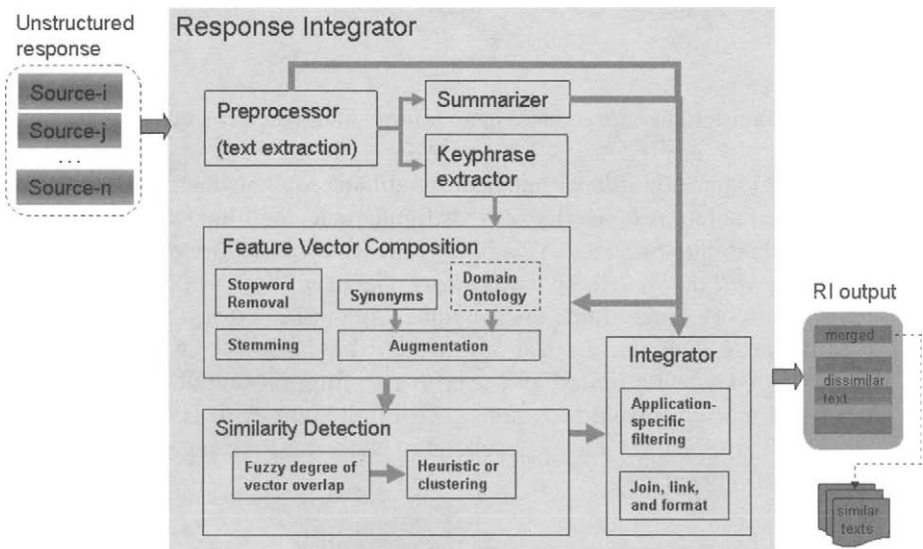 Unstructured
response
Source-i
Source-j
...
Source-n
Response Integrator
Preprocessor
(text extraction)
Summarizer
Keyphrase
extractor
Feature Vector Composition
Stopword
Removal
Stemming
Synonyms
Domain
Ontology
Augmentation
Similarity Detection
Fuzzy degree of
vector overlap
Heuristic or
clustering
Integrator
Application-
specific
filtering
Join, link,
and format
RI output
merged
dissimilar
text
similar
texts